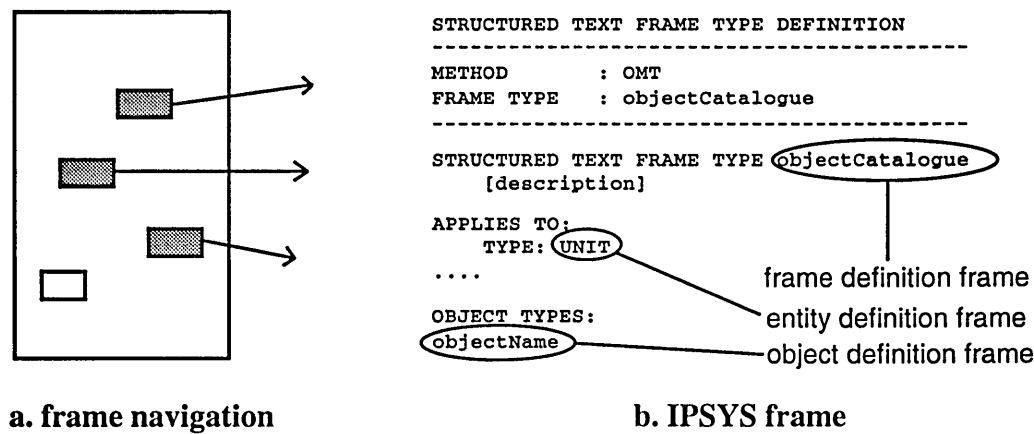 STRUCTURED TEXT FRAME TYPE DEFINITION
METHOD : OMT
FRAME TYPE : objectCatalogue
STRUCTURED TEXT FRAME TYPE objectCatalogue
[description]
APPLIES TO:
TYPE: UNIT
....
OBJECT TYPES:
objectName
frame definition frame
entity definition frame
object definition frame
a. frame navigation
b. IPSYS frame